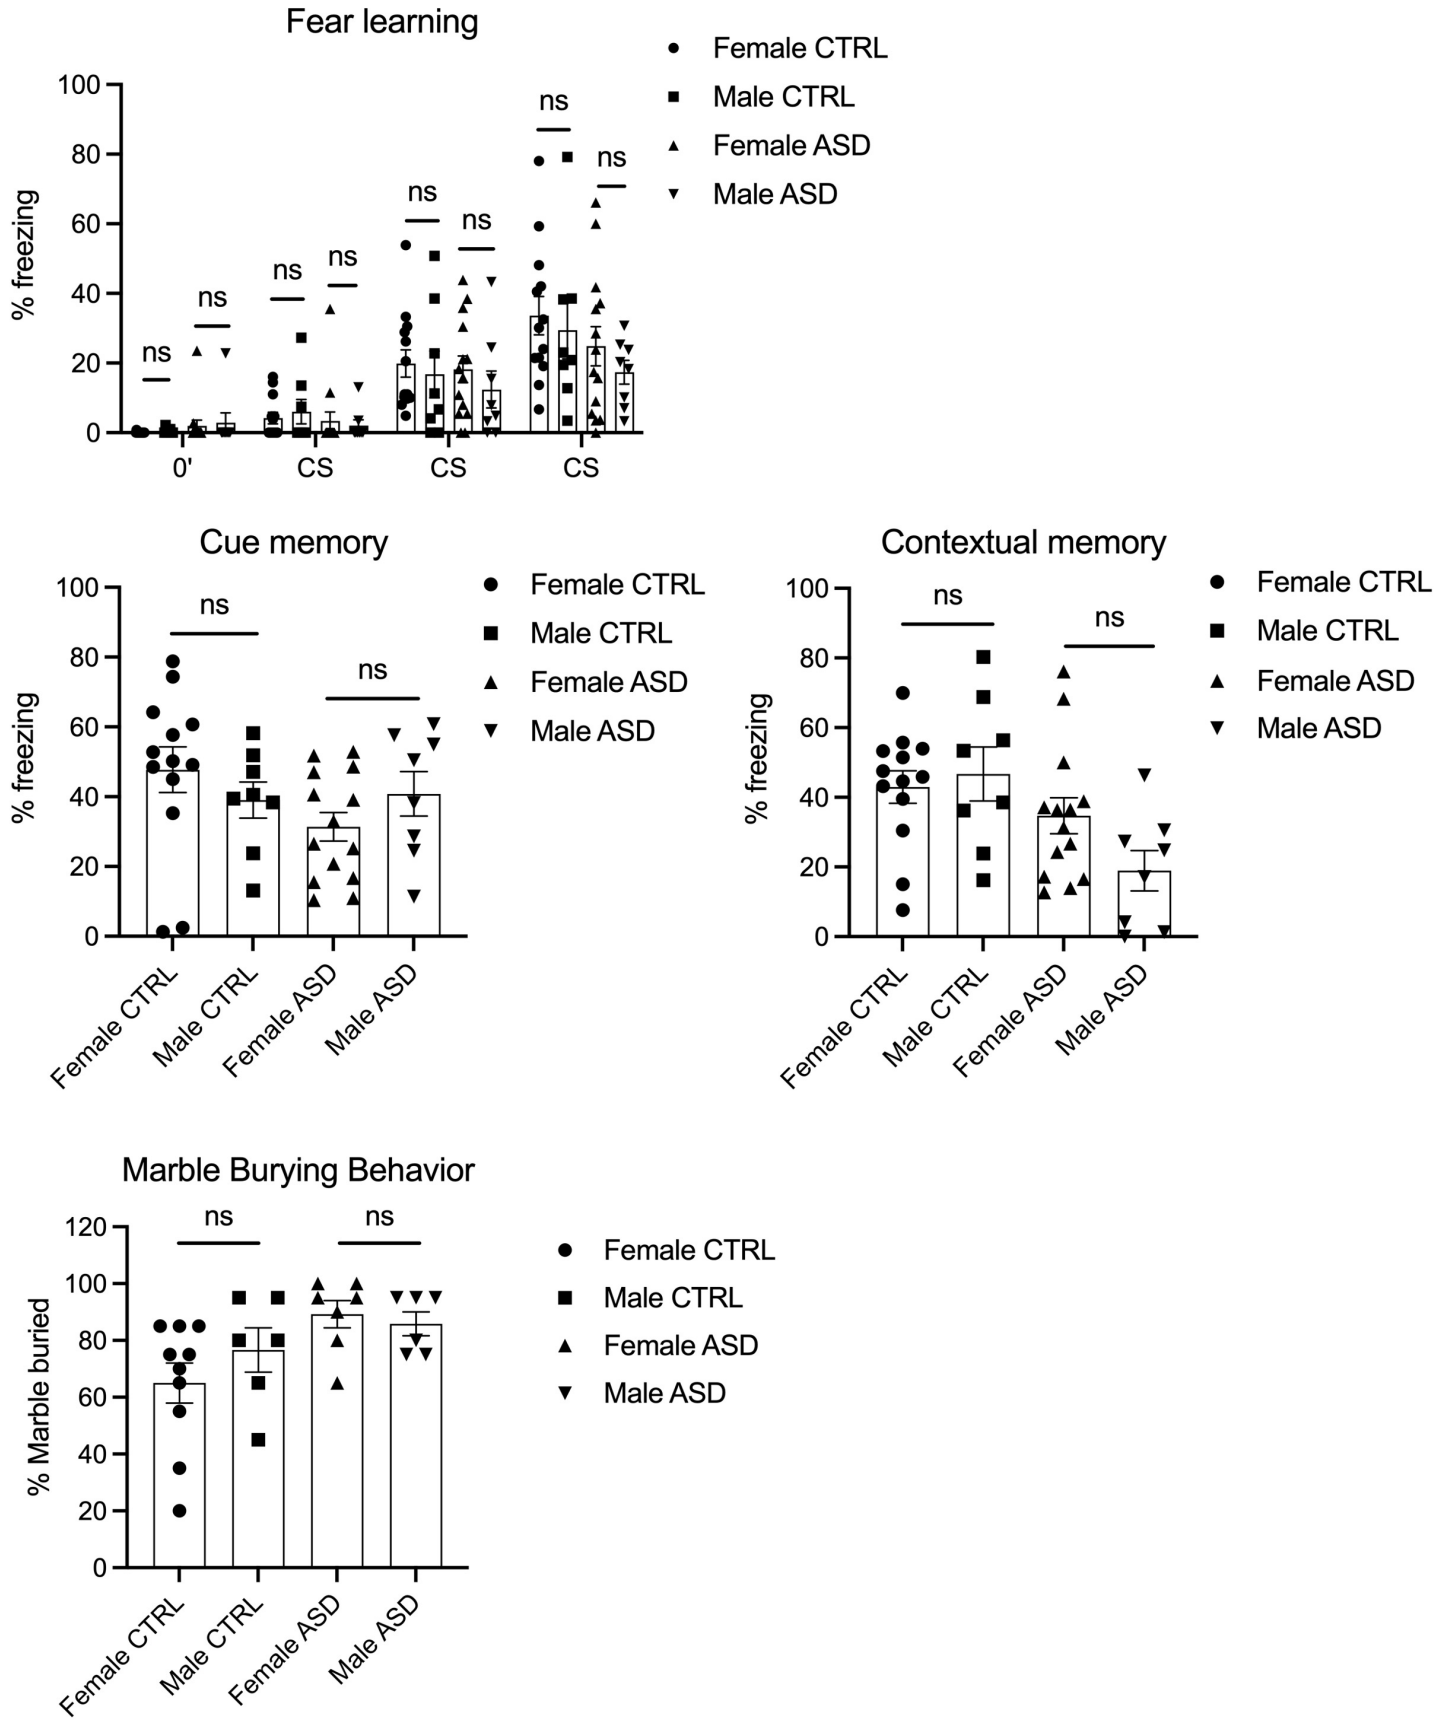 Fear learning
Female CTRL
Male CTRL
Female ASD
Male ASD
% freezing
100
80
60
40
20
0
ns
ns
ns
ns
ns
ns
ns
ns
0'
CS
CS
CS
Cue memory
Female CTRL
Male CTRL
Female ASD
Male ASD
% freezing
100
80
60
40
20
0
ns
ns
Female CTRL
Male CTRL
Female ASD
Male ASD
Contextual memory
Female CTRL
Male CTRL
Female ASD
Male ASD
% freezing
100
80
60
40
20
0
ns
ns
Female CTRL
Male CTRL
Female ASD
Male ASD
Marble Burying Behavior
Female CTRL
Male CTRL
Female ASD
Male ASD
% Marble buried
120
100
80
60
40
20
0
ns
ns
Female CTRL
Male CTRL
Female ASD
Male ASD